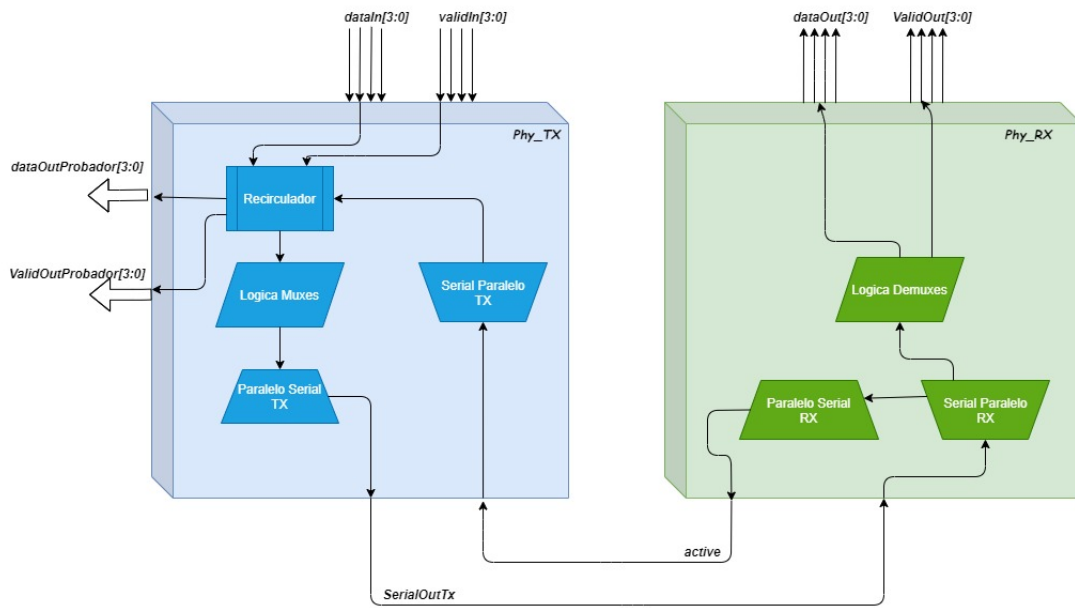 dataIn[3:0]
validIn[3:0]
dataOut[3:0]
ValidOut[3:0]
Phy_TX
Phy_RX
dataOutProbador[3:0]
Recirculador
ValidOutProbador[3:0]
Logica Muxes
Serial Paralelo
TX
Logica Demuxes
Paralelo Serial
TX
Paralelo Serial
RX
Serial Paralelo
RX
active
SerialOutTx